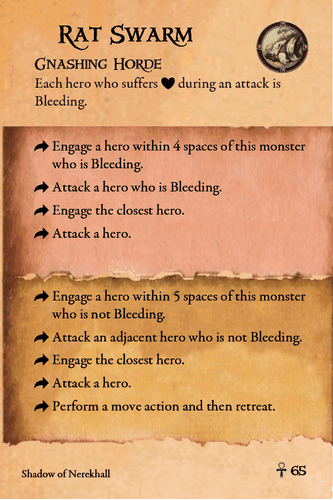 Rat Swarm
Gnashing Horde
Each hero who suffers ♥ during an attack is
Bleeding.
Engage a hero within 4 spaces of this monster
who is Bleeding.
Attack a hero who is Bleeding.
Engage the closest hero.
Attack a hero.
Engage a hero within 5 spaces of this monster
who is not Bleeding.
Attack an adjacent hero who is not Bleeding.
Engage the closest hero.
Attack a hero.
Perform a move action and then retreat.
Shadow of Nerekhall
☥ 65